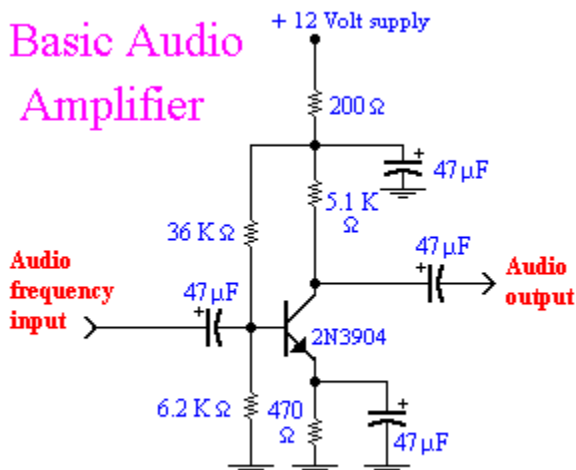 Basic Audio
Amplifier
+ 12 Volt supply
200 Ω
+
47 µF
5.1 K
Ω
36 K Ω
47 µF
+
Audio
output
Audio
frequency
input
47 µF
+
2N3904
6.2 K Ω
470
Ω
+
47 µF